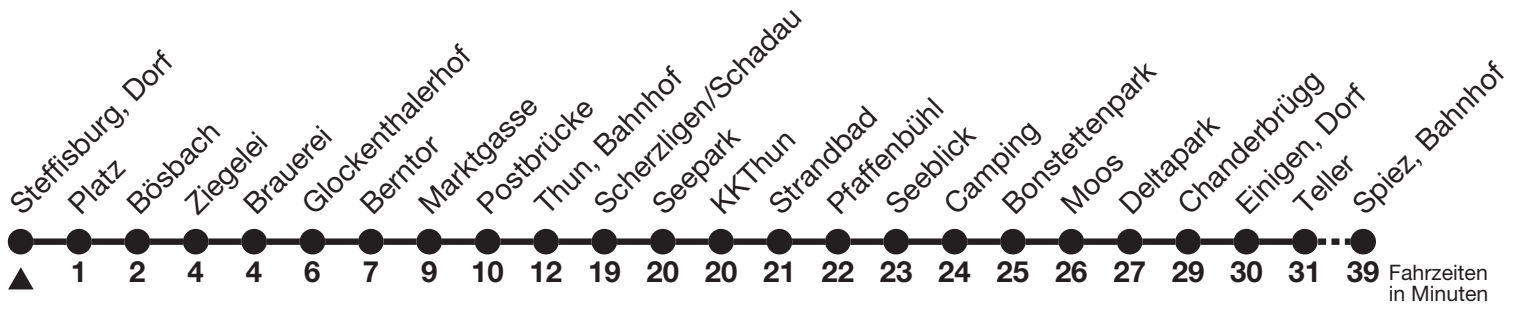 Steffisburg, Dorf
Platz
Bösbach
Ziegelei
Brauerei
Glockenthalerhof
Berntor
Marktgasse
Postbrücke
Thun, Bahnhof
Scherzligen/Schadau
Seepark
KKThun
Strandbad
Pfaffenbühl
Seeblick
Camping
Bonstettenpark
Moos
Deltapark
Chanderbrügg
Einigen, Dorf
Teller
Spiez, Bahnhof
1 2 4 4 6 7 9 10 12 19 20 20 21 22 23 24 25 26 27 29 30 31 39 Fahrzeiten
in Minuten